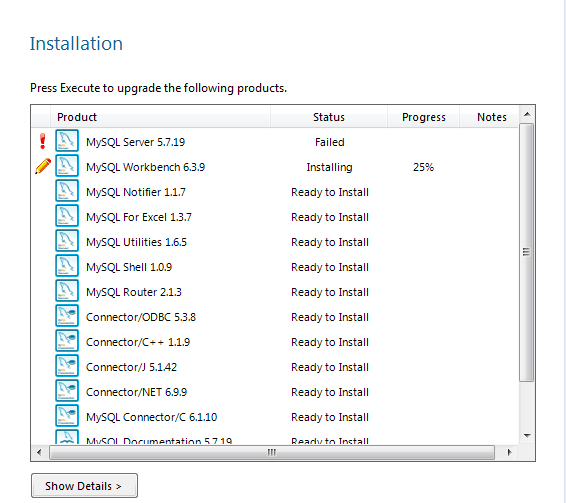 Installation
Press Execute to upgrade the following products.
Product Status Progress Notes
MySQL Server 5.7.19 Failed
MySQL Workbench 6.3.9 Installing 25%
MySQL Notifier 1.1.7 Ready to Install
MySQL For Excel 1.3.7 Ready to Install
MySQL Utilities 1.6.5 Ready to Install
MySQL Shell 1.0.9 Ready to Install
MySQL Router 2.1.3 Ready to Install
Connector/ODBC 5.3.8 Ready to Install
Connector/C++ 1.1.9 Ready to Install
Connector/J 5.1.42 Ready to Install
Connector/NET 6.9.9 Ready to Install
MySQL Connector/C 6.1.10 Ready to Install
MySQL Documentation 5.7.19 Ready to Install
Show Details >